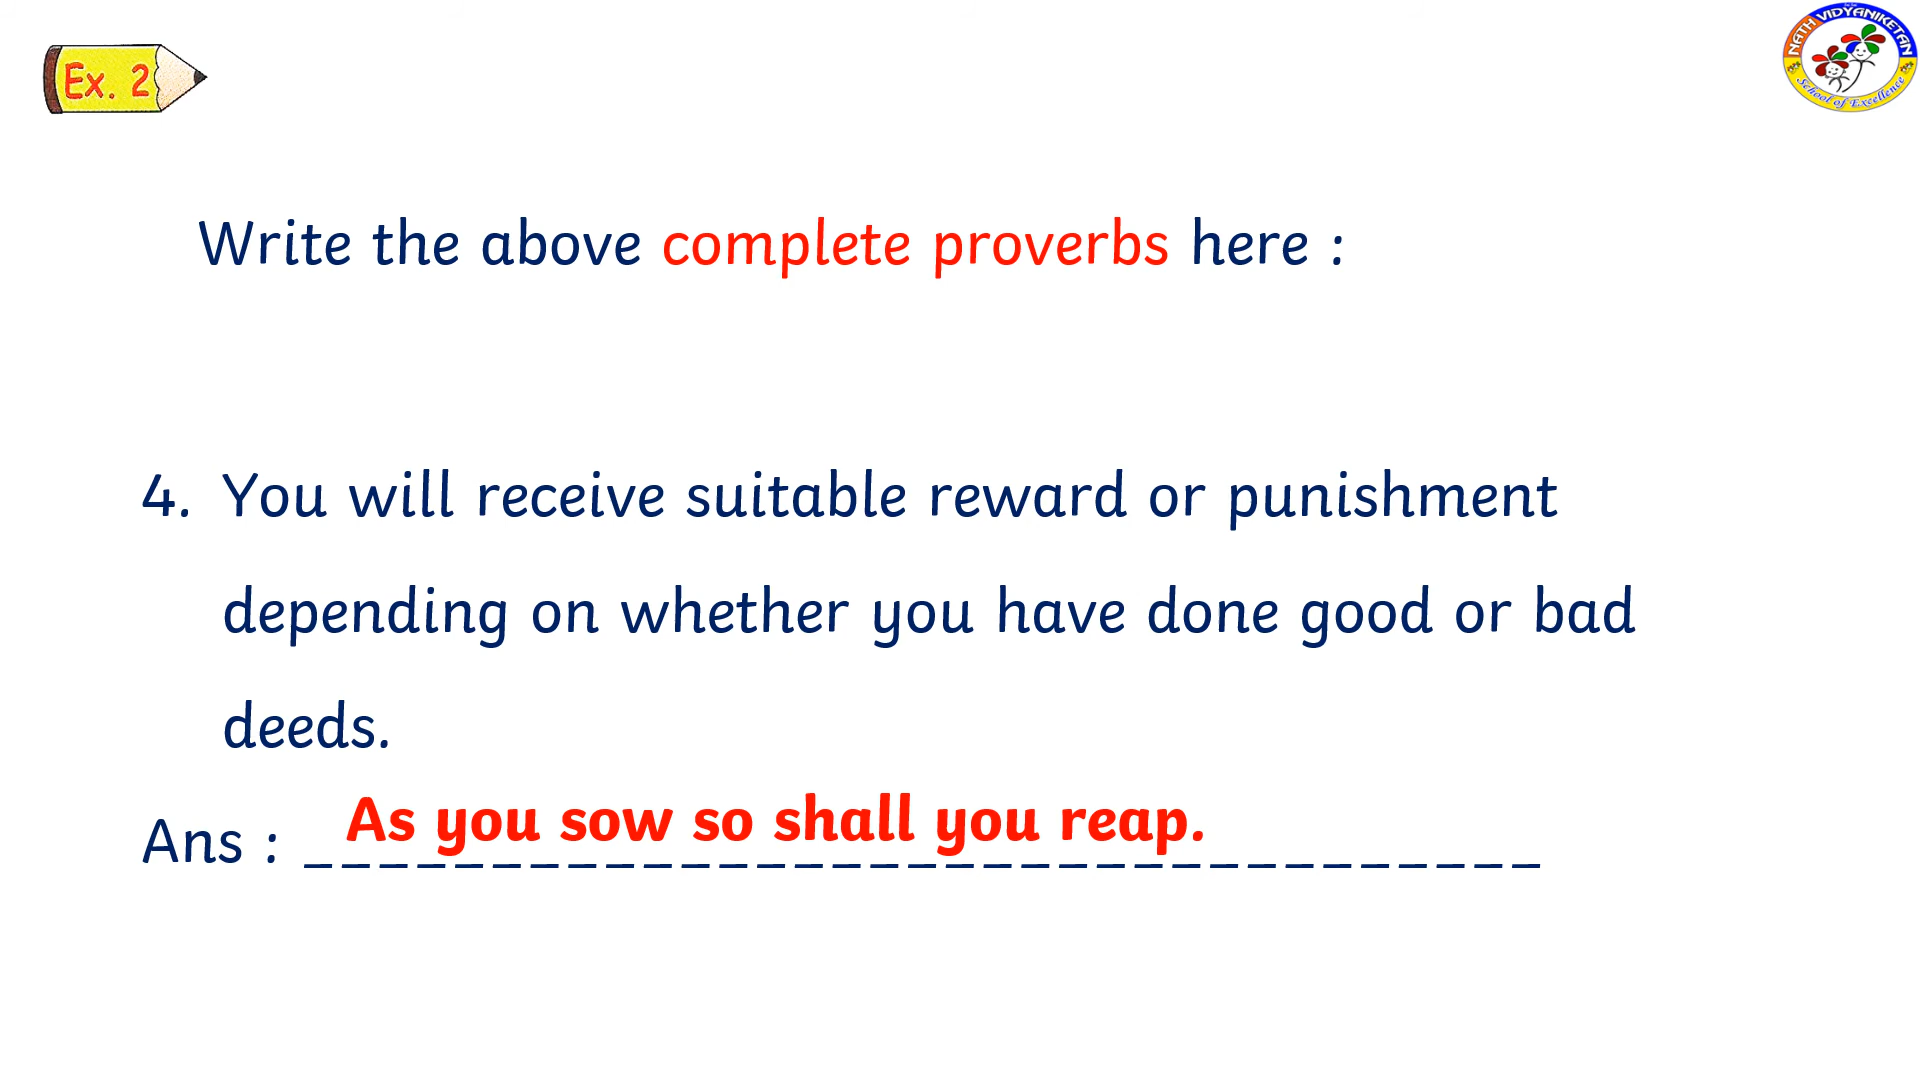 Ex. 2
NATH VIDYANIKETAN
School of Excellence
Write the above complete proverbs here :
4. You will receive suitable reward or punishment
depending on whether you have done good or bad
deeds.
As you sow so shall you reap.
Ans : _ _ _ _ _ _ _ _ _ _ _ _ _ _ _ _ _ _ _ _ _ _ _ _ _ _ _ _ _ _ _ _ _